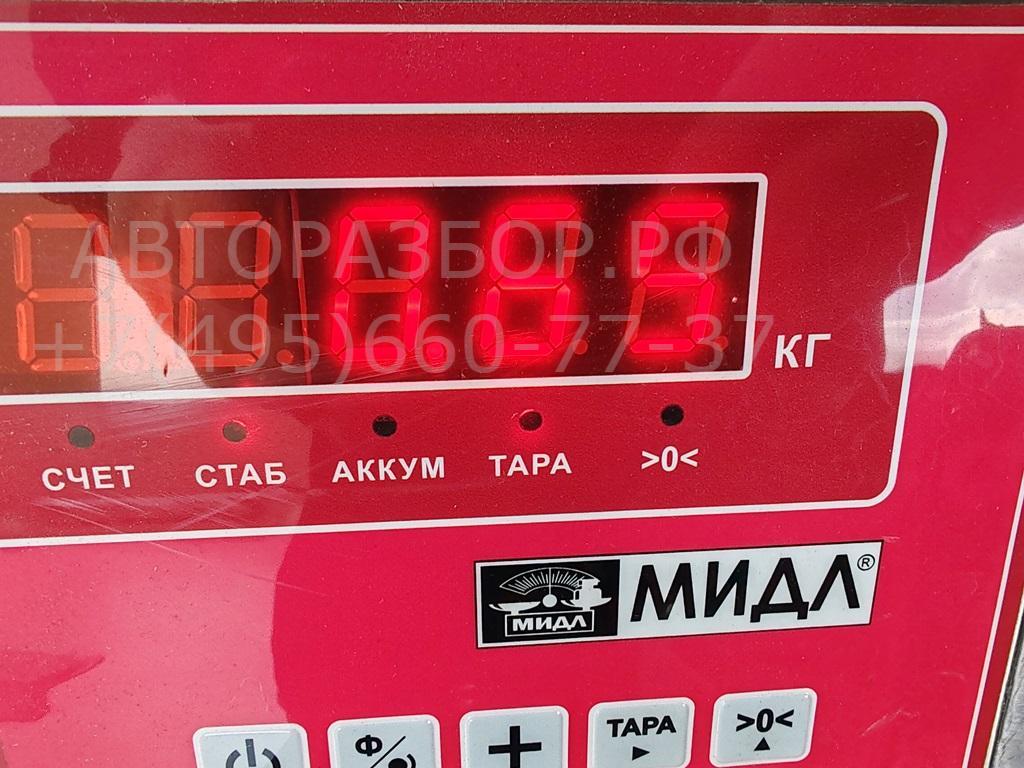 АВТОРАЗБОР.РФ
+7(495)660-77-37
КГ
СЧЕТ СТАБ АККУМ ТАРА >0<
МИДЛ МИДЛ®
Ф + ТАРА >0<